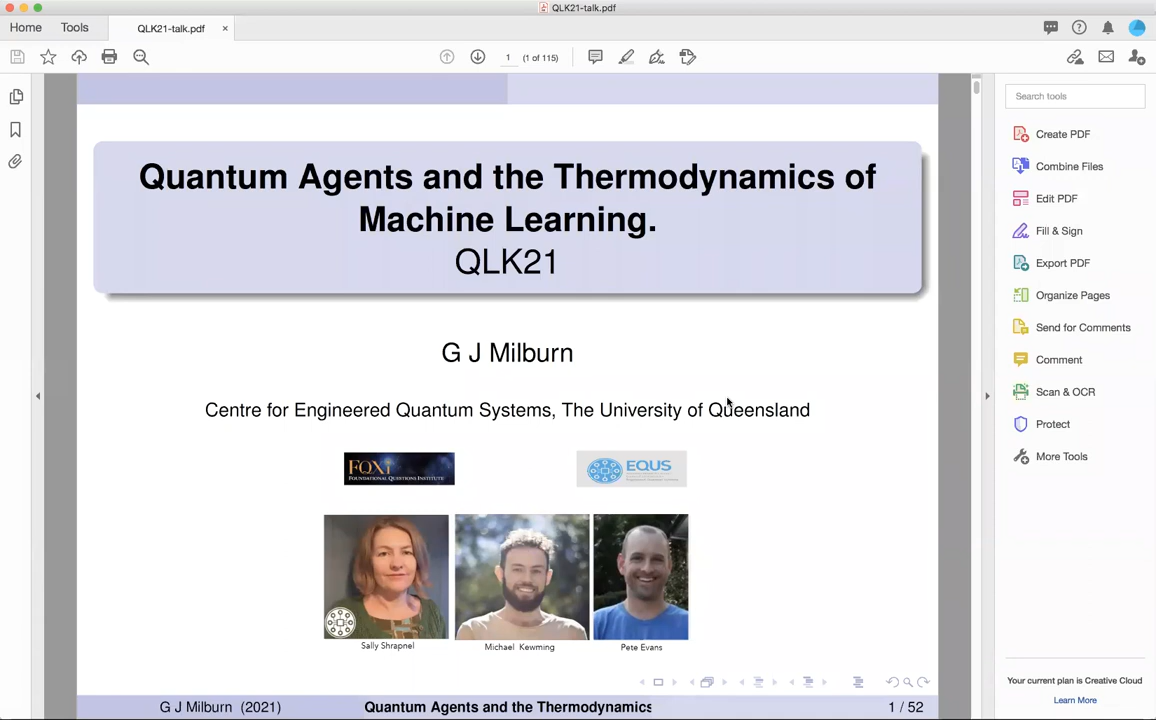 QLK21-talk.pdf
Home
Tools
QLK21-talk.pdf
×
1
(1 of 115)
Quantum Agents and the Thermodynamics of
Machine Learning.
QLK21
G J Milburn
Centre for Engineered Quantum Systems, The University of Queensland
FQXi
FOUNDATIONAL QUESTIONS INSTITUTE
EQUS
Sally Shrapnel
Michael Kewming
Pete Evans
G J Milburn (2021)
Quantum Agents and the Thermodynamics
1 / 52
Search tools
Create PDF
Combine Files
Edit PDF
Fill & Sign
Export PDF
Organize Pages
Send for Comments
Comment
Scan & OCR
Protect
More Tools
Your current plan is Creative Cloud
Learn More